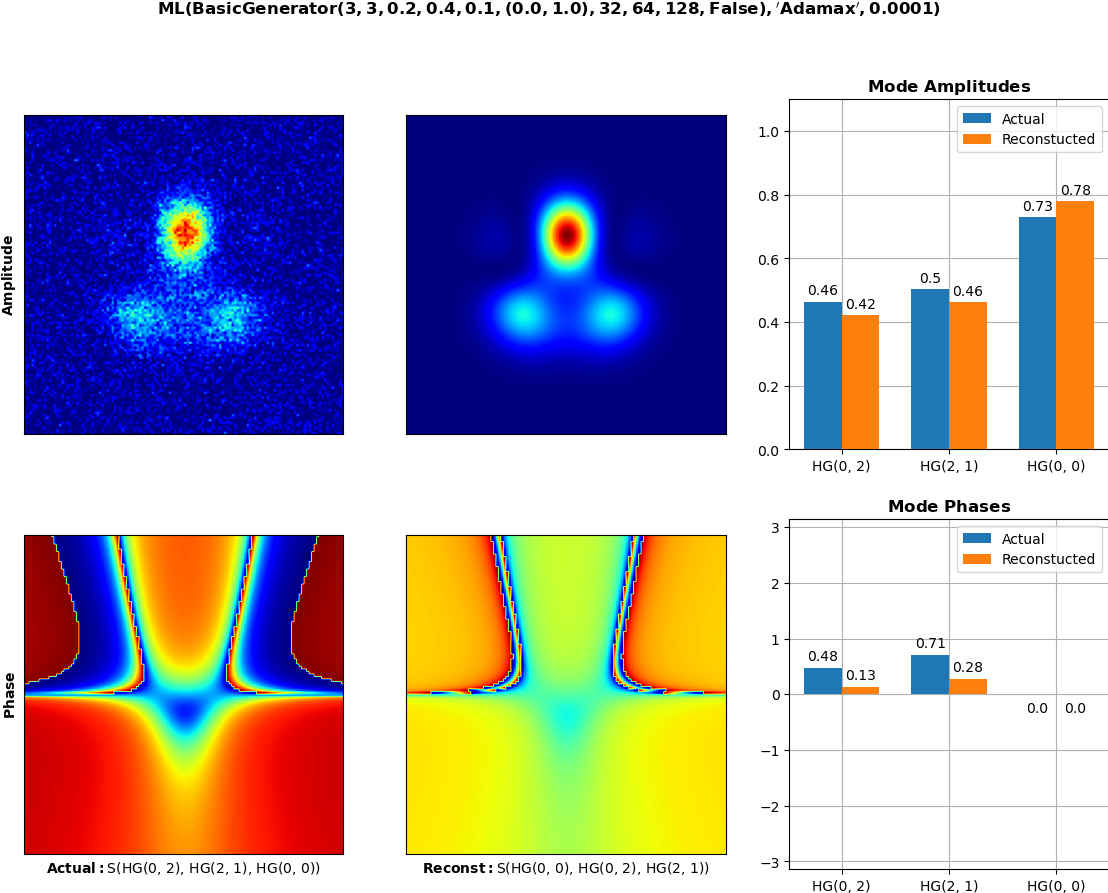 ML(BasicGenerator(3, 3, 0.2, 0.4, 0.1, (0.0, 1.0), 32, 64, 128, False), ′Adamax′, 0.0001)
Mode Amplitudes
Amplitude
Actual
Reconstucted
1.0
0.8
0.6
0.4
0.2
0.0
0.46
0.42
0.5
0.46
0.73
0.78
HG(0, 2)
HG(2, 1)
HG(0, 0)
Phase
Actual: S(HG(0, 2), HG(2, 1), HG(0, 0))
Reconst: S(HG(0, 0), HG(0, 2), HG(2, 1))
Mode Phases
Actual
Reconstucted
3
2
1
0
−1
−2
−3
0.48
0.13
0.71
0.28
0.0
0.0
HG(0, 2)
HG(2, 1)
HG(0, 0)